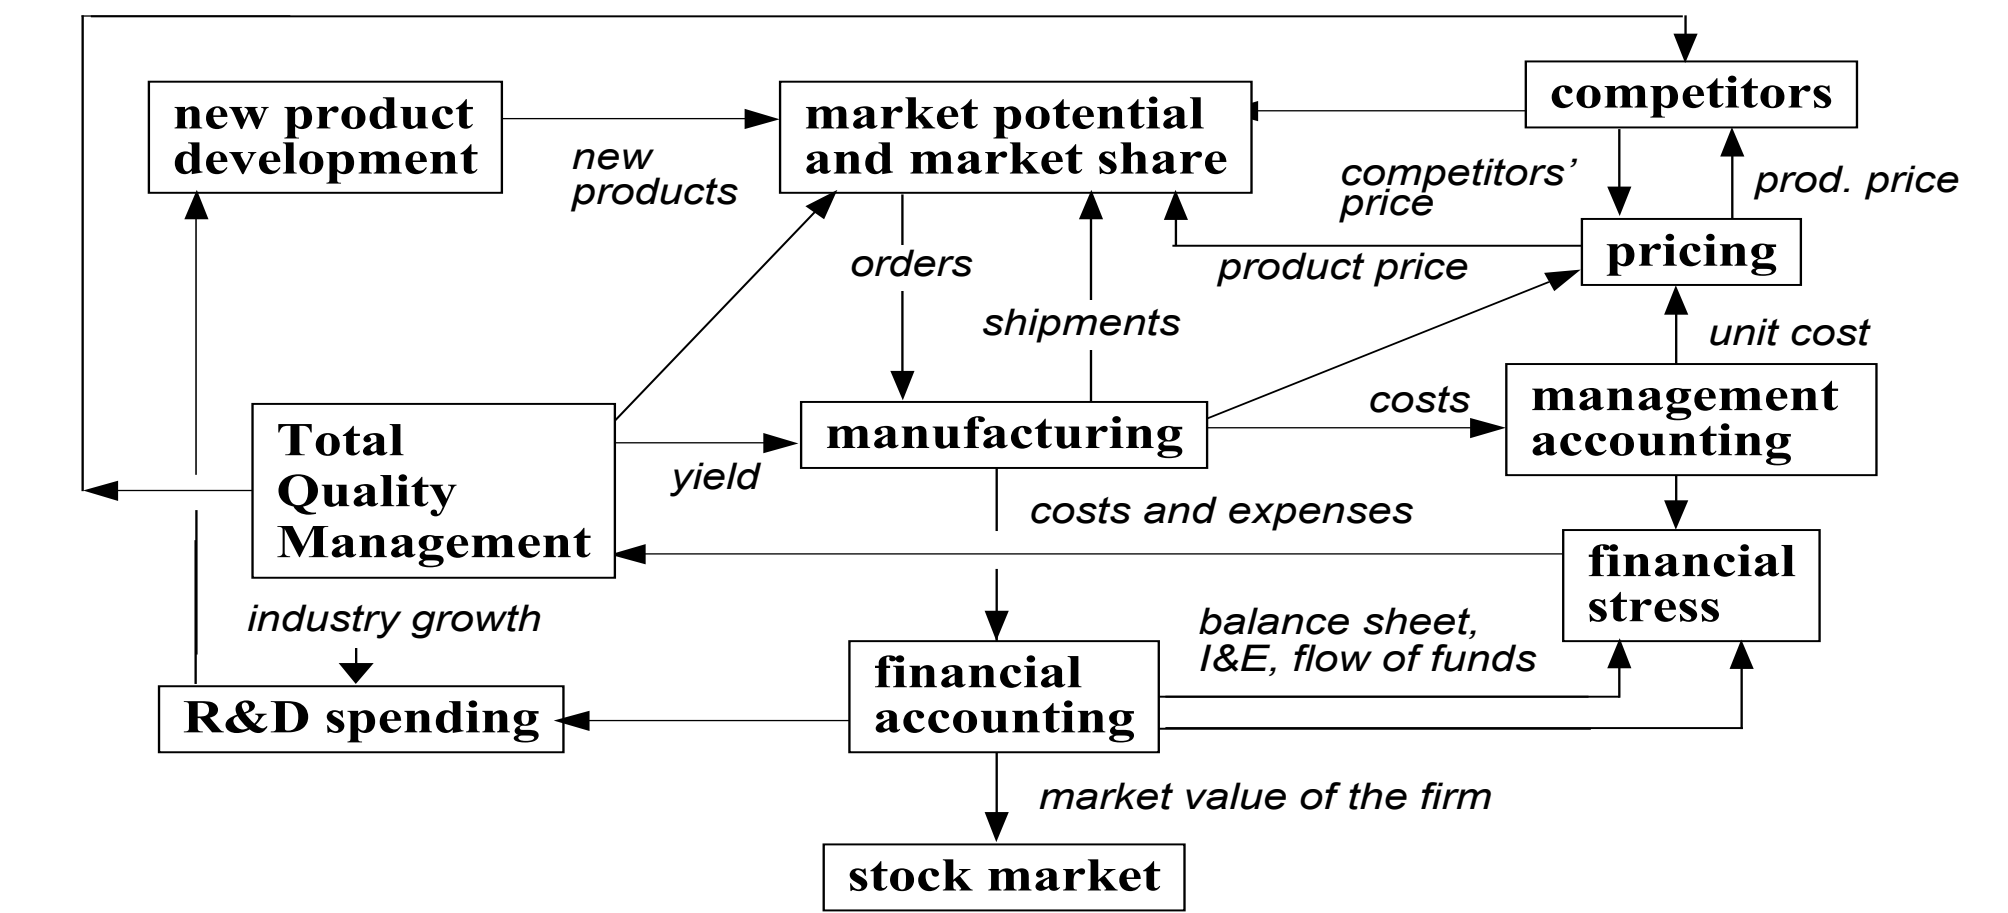 competitors
new product
development
market potential
and market share
new
products
competitors’
price
prod. price
orders
product price
pricing
shipments
unit cost
Total
Quality
Management
yield
manufacturing
costs
management
accounting
costs and expenses
financial
stress
industry growth
balance sheet,
I&E, flow of funds
R&D spending
financial
accounting
market value of the firm
stock market